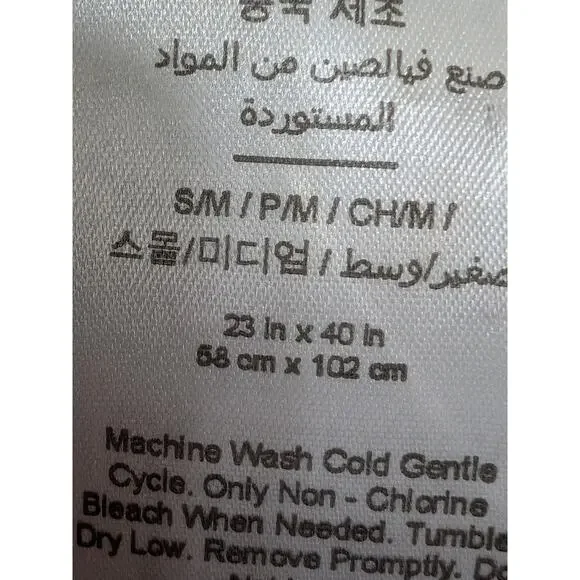 중국 제조
صنع فيالصين من المواد
المستوردة
S/M / P/M / CH/M /
스몰/미디엄 / صغير/وسط
23 in x 40 in
58 cm x 102 cm
Machine Wash Cold Gentle
Cycle. Only Non - Chlorine
Bleach When Needed. Tumble
Dry Low. Remove Promptly. Do